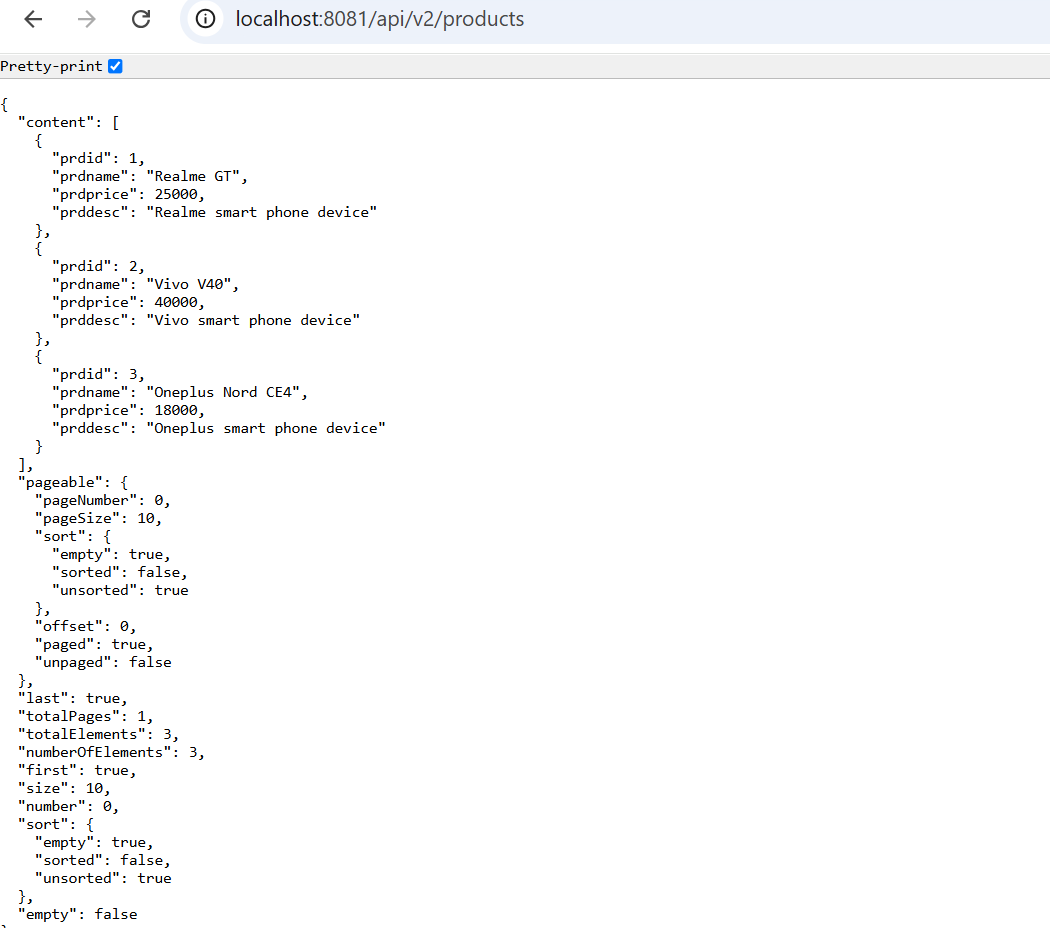 localhost:8081/api/v2/products
Pretty-print
{
  "content": [
    {
      "prdid": 1,
      "prdname": "Realme GT",
      "prdprice": 25000,
      "prddesc": "Realme smart phone device"
    },
    {
      "prdid": 2,
      "prdname": "Vivo V40",
      "prdprice": 40000,
      "prddesc": "Vivo smart phone device"
    },
    {
      "prdid": 3,
      "prdname": "Oneplus Nord CE4",
      "prdprice": 18000,
      "prddesc": "Oneplus smart phone device"
    }
  ],
  "pageable": {
    "pageNumber": 0,
    "pageSize": 10,
    "sort": {
      "empty": true,
      "sorted": false,
      "unsorted": true
    },
    "offset": 0,
    "paged": true,
    "unpaged": false
  },
  "last": true,
  "totalPages": 1,
  "totalElements": 3,
  "numberOfElements": 3,
  "first": true,
  "size": 10,
  "number": 0,
  "sort": {
    "empty": true,
    "sorted": false,
    "unsorted": true
  },
  "empty": false